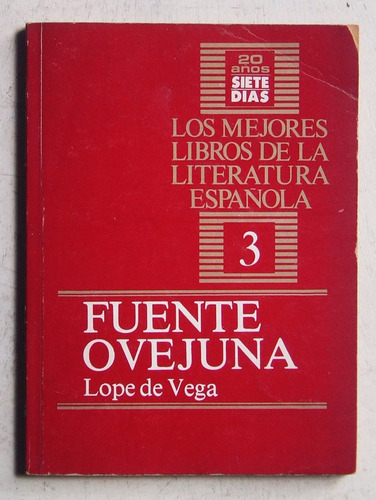 20
años
SIETE
DIAS
LOS MEJORES
LIBROS DE LA
LITERATURA
ESPAÑOLA
3
FUENTE
OVEJUNA
Lope de Vega